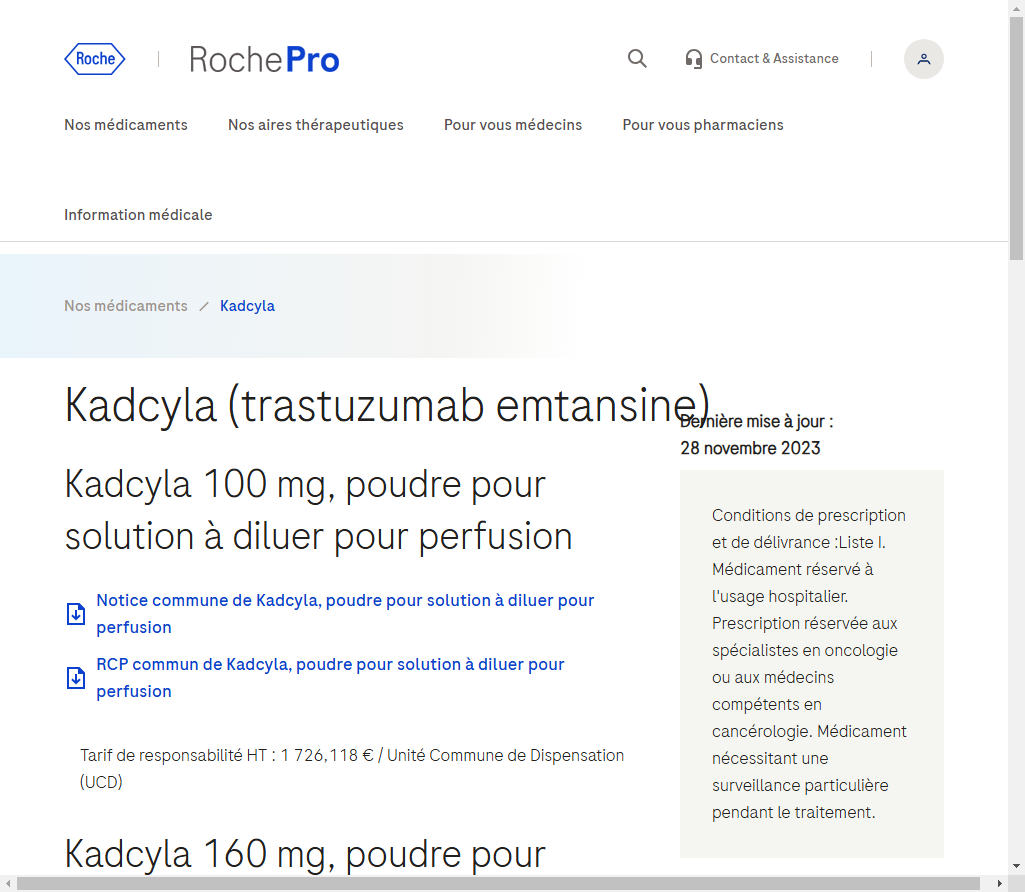 Roche
RochePro
Contact & Assistance
Nos médicaments
Nos aires thérapeutiques
Pour vous médecins
Pour vous pharmaciens
Information médicale
Nos médicaments / Kadcyla
Kadcyla (trastuzumab emtansine)
Kadcyla 100 mg, poudre pour
solution à diluer pour perfusion
Notice commune de Kadcyla, poudre pour solution à diluer pour
perfusion
RCP commun de Kadcyla, poudre pour solution à diluer pour
perfusion
Tarif de responsabilité HT : 1 726,118 € / Unité Commune de Dispensation
(UCD)
Kadcyla 160 mg, poudre pour
Dernière mise à jour :
28 novembre 2023
Conditions de prescription
et de délivrance :Liste I.
Médicament réservé à
l'usage hospitalier.
Prescription réservée aux
spécialistes en oncologie
ou aux médecins
compétents en
cancérologie. Médicament
nécessitant une
surveillance particulière
pendant le traitement.